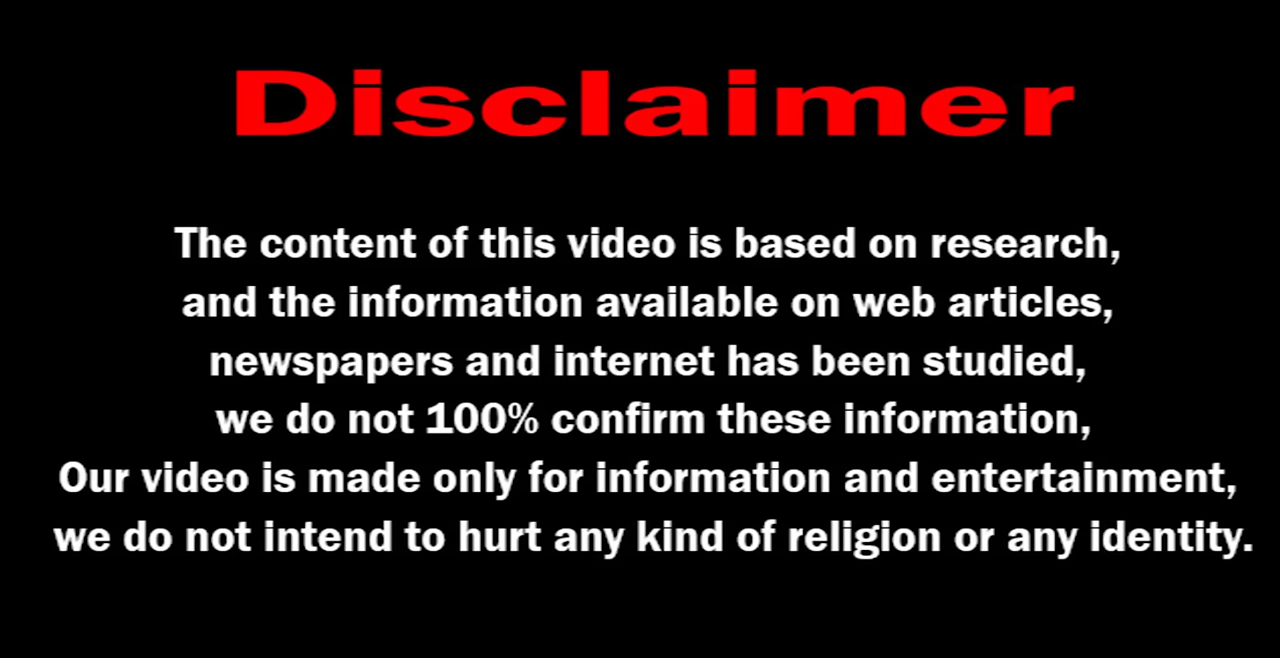 Disclaimer
The content of this video is based on research,
and the information available on web articles,
newspapers and internet has been studied,
we do not 100% confirm these information,
Our video is made only for information and entertainment,
we do not intend to hurt any kind of religion or any identity.